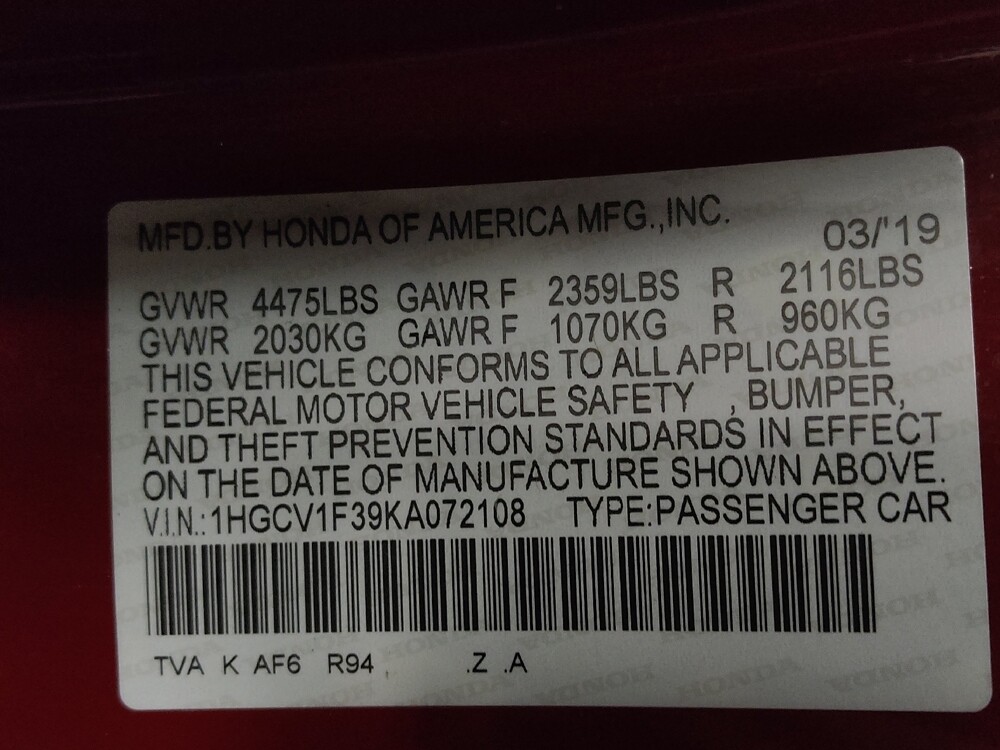 MFD.BY HONDA OF AMERICA MFG.,INC.
03/'19
GVWR 4475LBS GAWR F 2359LBS R 2116LBS
GVWR 2030KG GAWR F 1070KG R 960KG
THIS VEHICLE CONFORMS TO ALL APPLICABLE
FEDERAL MOTOR VEHICLE SAFETY , BUMPER,
AND THEFT PREVENTION STANDARDS IN EFFECT
ON THE DATE OF MANUFACTURE SHOWN ABOVE.
V.I.N.:1HGCV1F39KA072108 TYPE:PASSENGER CAR
TVA K AF6 R94 .Z .A